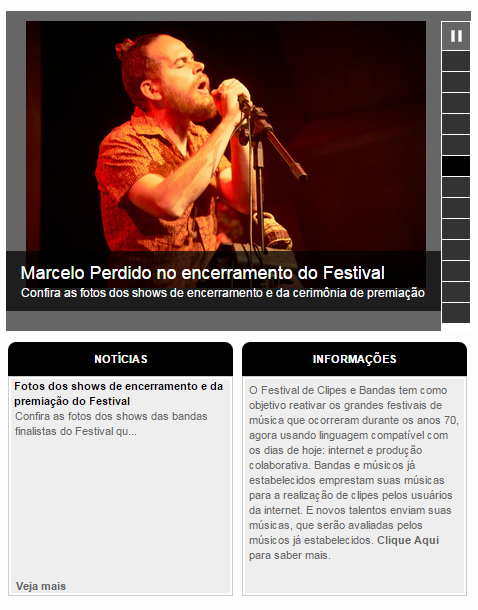 Marcelo Perdido no encerramento do Festival
Confira as fotos dos shows de encerramento e da cerimônia de premiação
NOTÍCIAS
Fotos dos shows de encerramento e da
premiação do Festival
Confira as fotos dos shows das bandas
finalistas do Festival qu...
Veja mais
INFORMAÇÕES
O Festival de Clipes e Bandas tem como
objetivo reativar os grandes festivais de
música que ocorreram durante os anos 70,
agora usando linguagem compatível com
os dias de hoje: internet e produção
colaborativa. Bandas e músicos já
estabelecidos emprestam suas músicas
para a realização de clipes pelos usuários
da internet. E novos talentos enviam suas
músicas, que serão avaliadas pelos
músicos já estabelecidos. Clique Aqui
para saber mais.